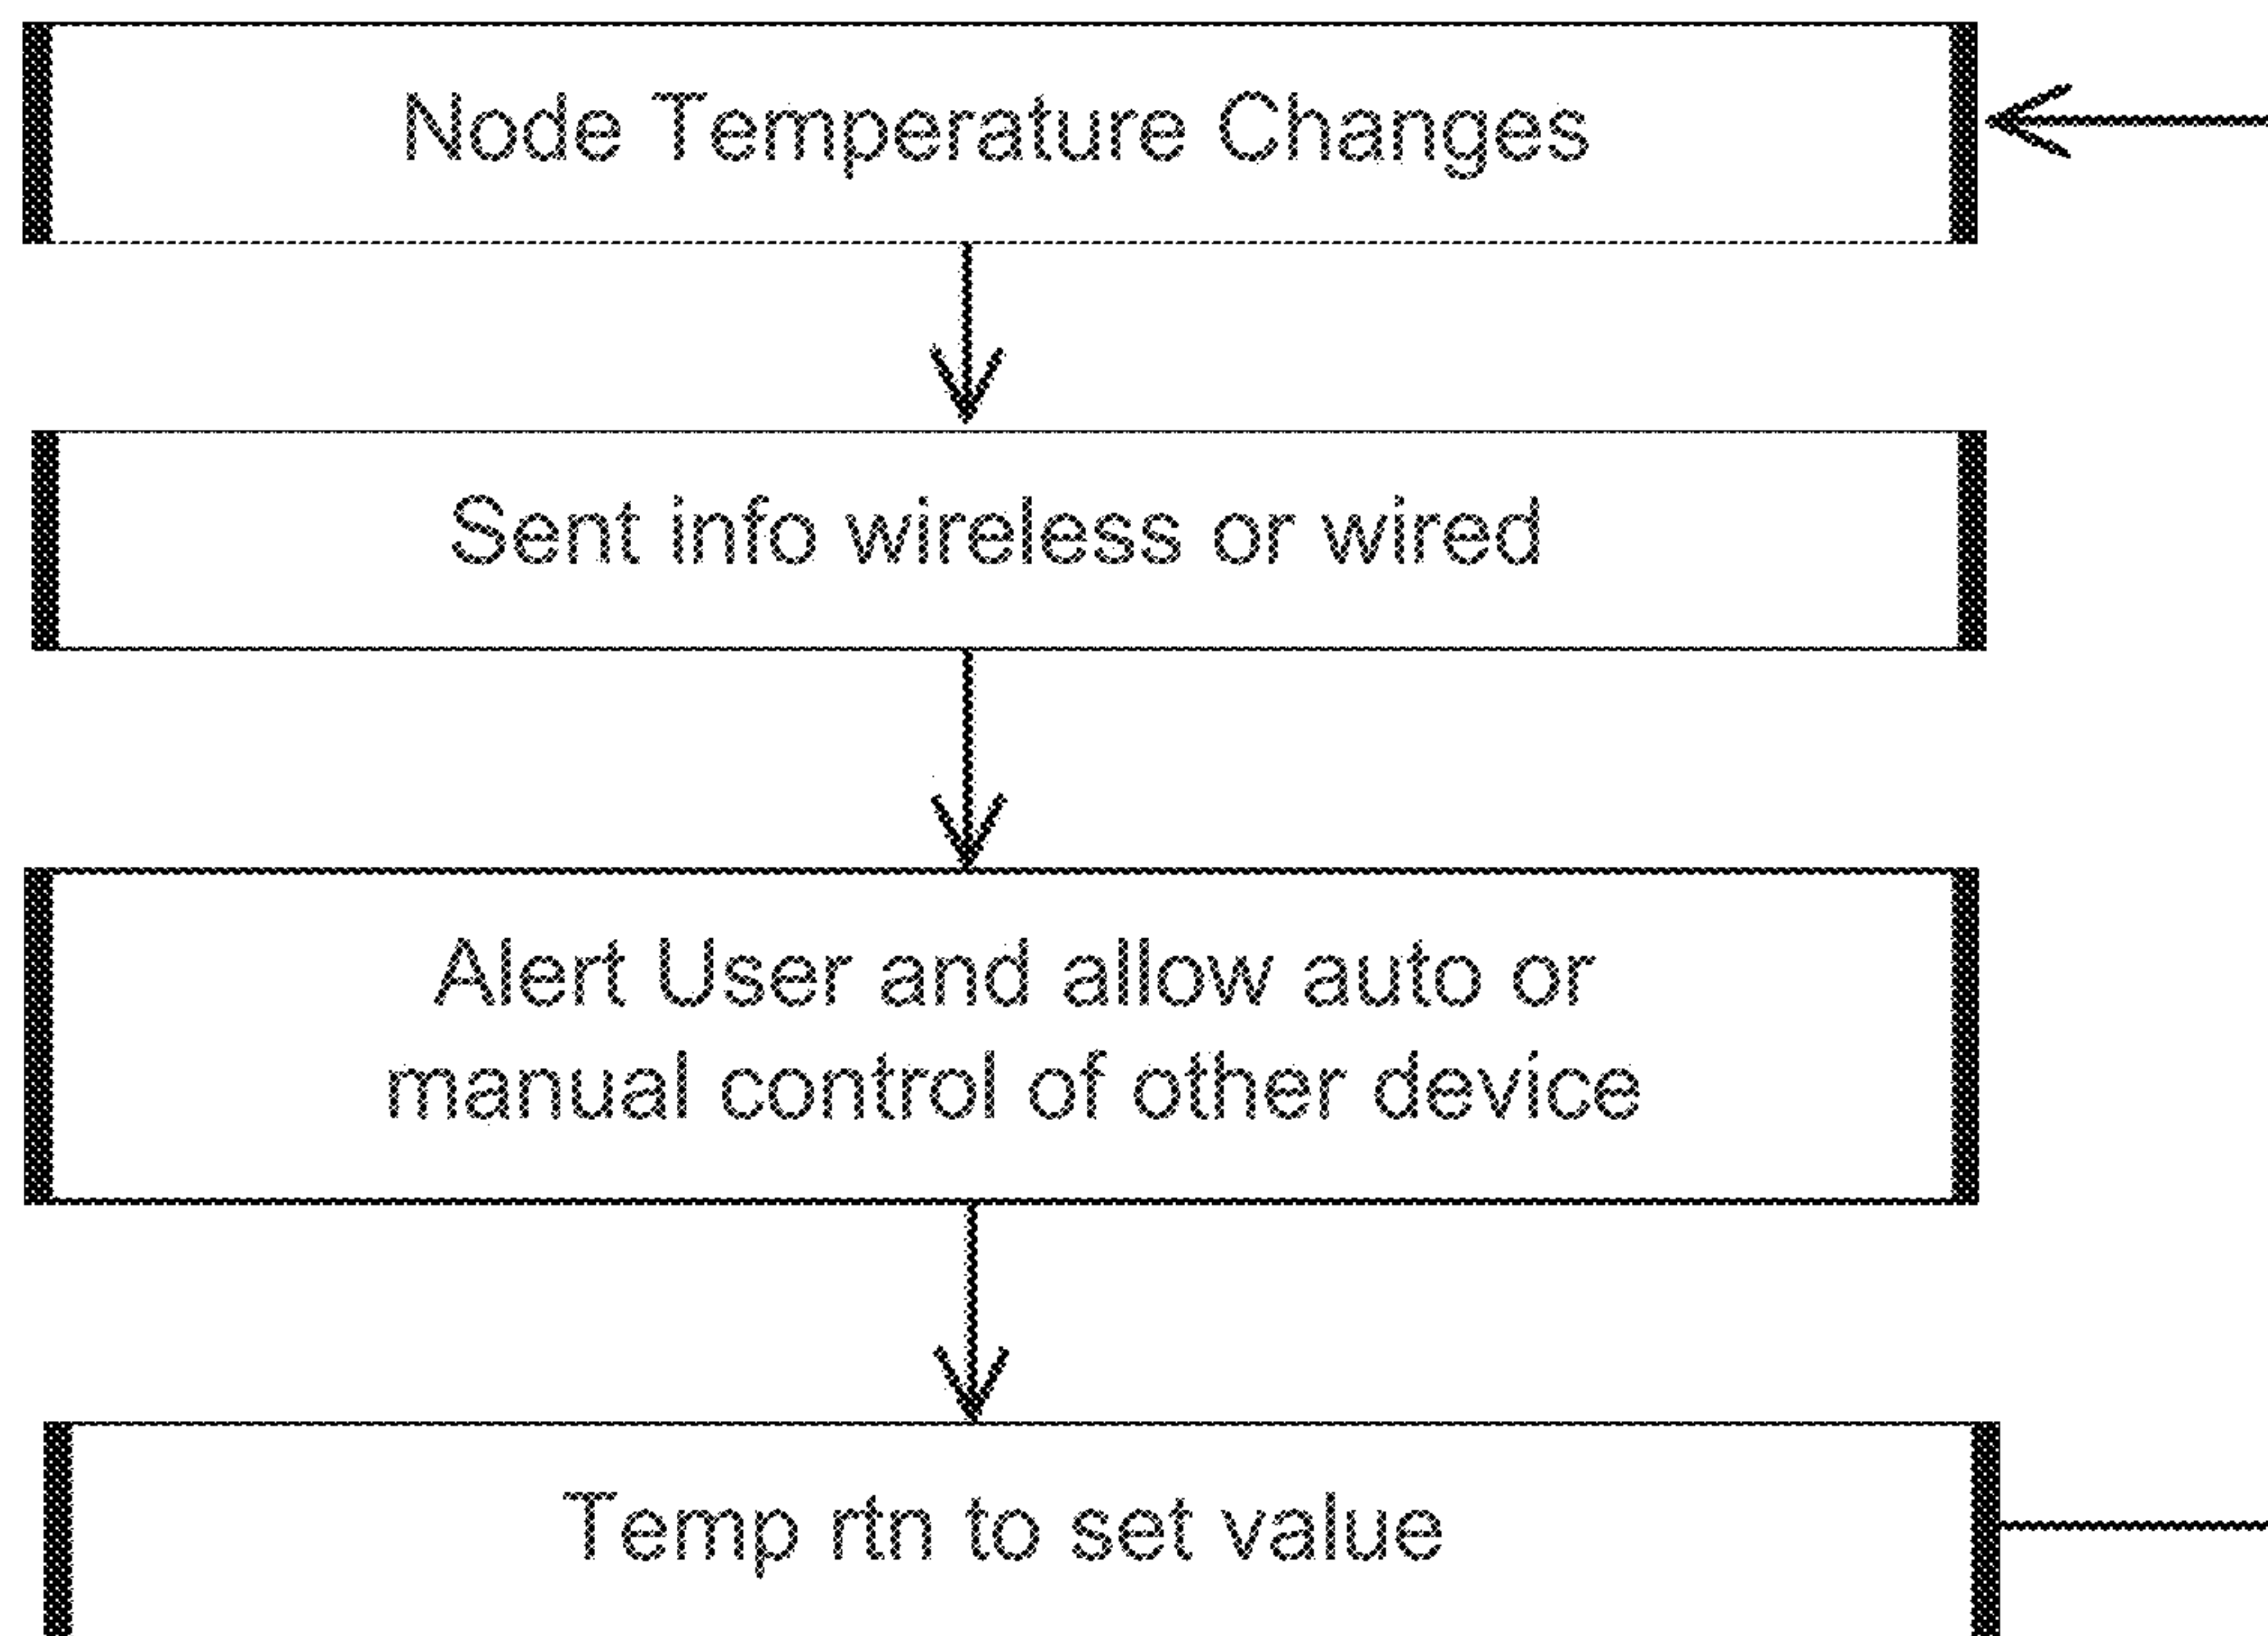 Node Temperature Changes
Sent info wireless or wired
Alert User and allow auto or
manual control of other device
Temp rtn to set value